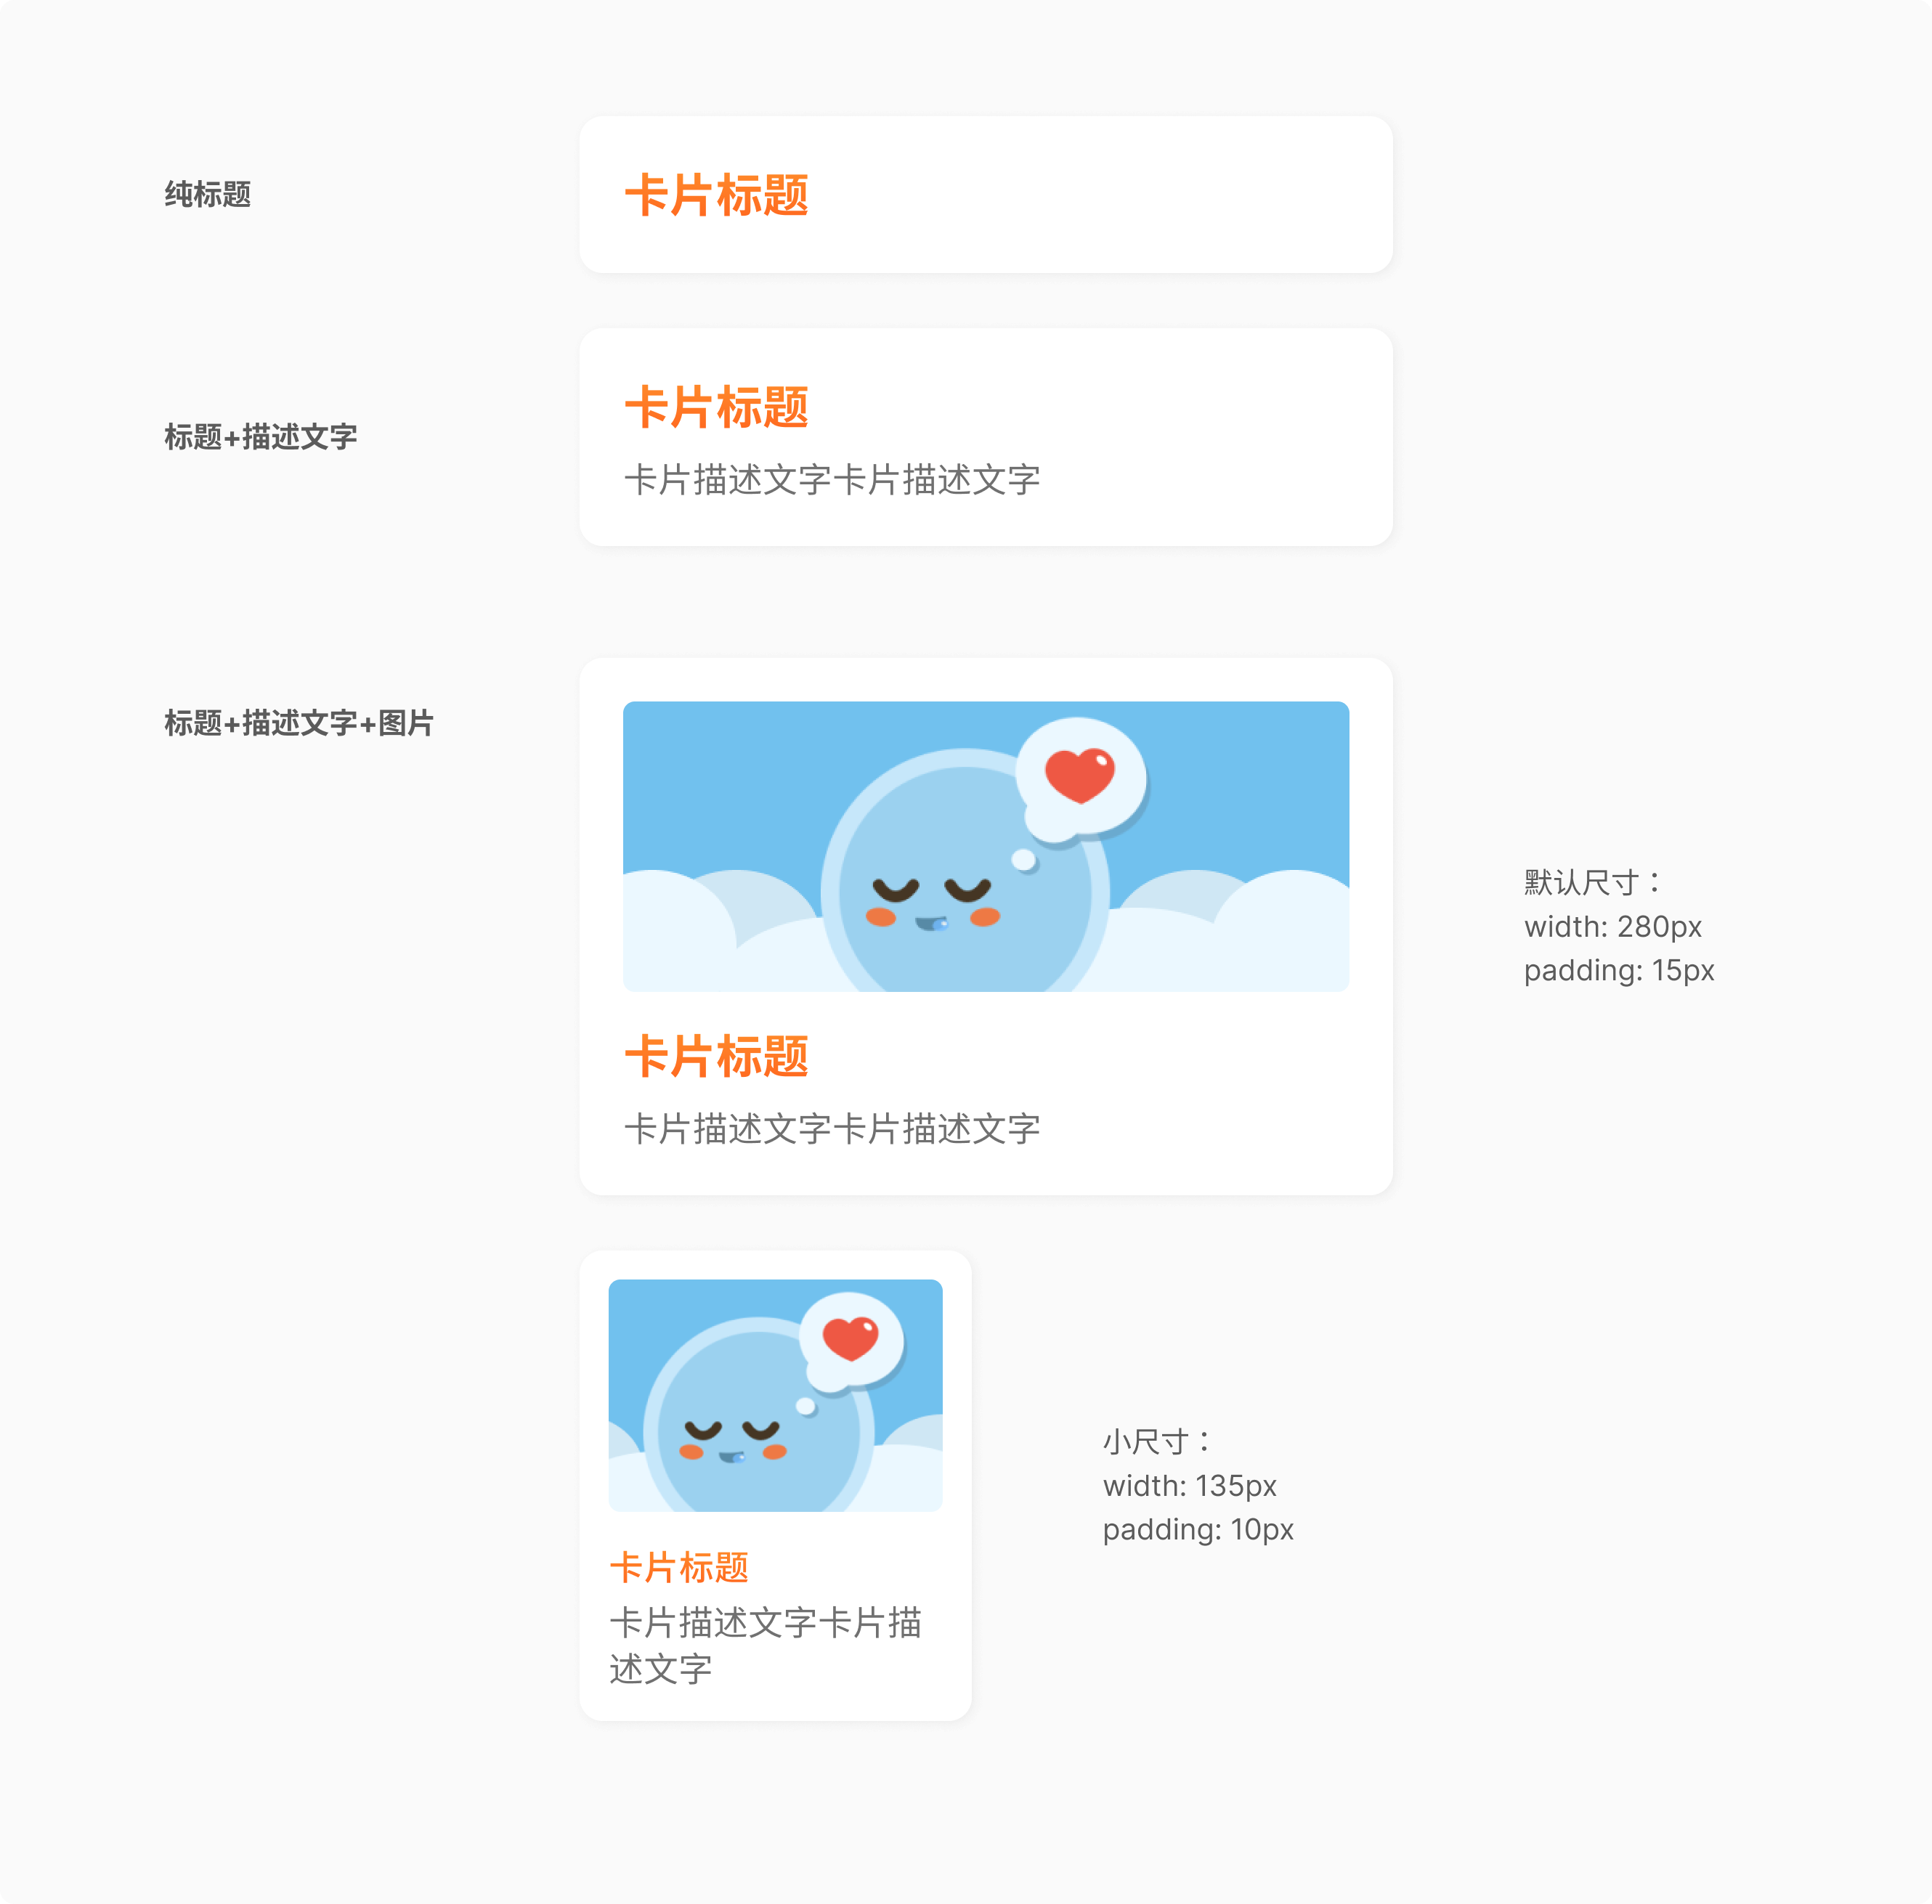 纯标题
卡片标题
标题+描述文字
卡片标题
卡片描述文字卡片描述文字
标题+描述文字+图片
卡片标题
卡片描述文字卡片描述文字
默认尺寸：
width: 280px
padding: 15px
卡片标题
卡片描述文字卡片描
述文字
小尺寸：
width: 135px
padding: 10px